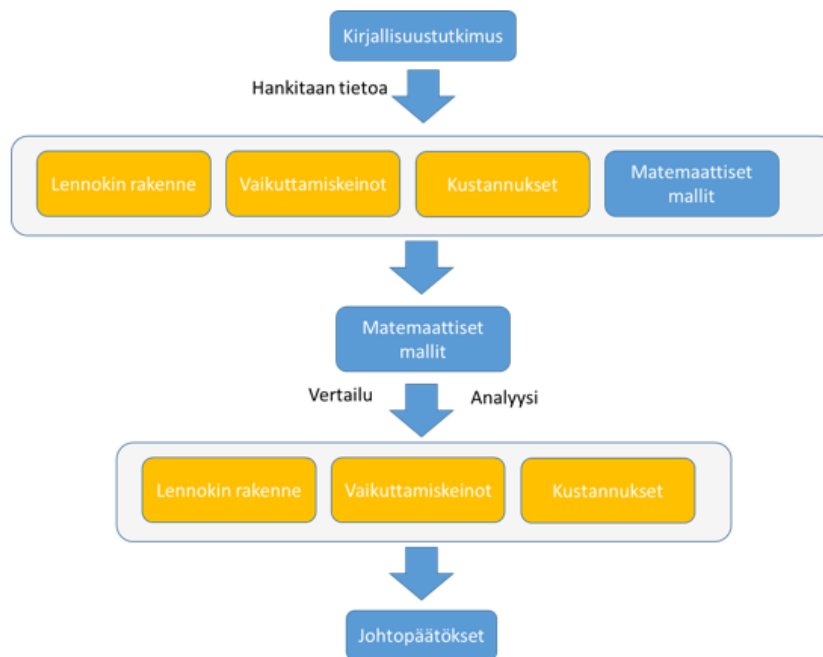 Kirjallisuustutkimus
Hankitaan tietoa
Lennokin rakenne
Vaikuttamiskeinot
Kustannukset
Matemaattiset
mallit
Matemaattiset
mallit
Vertailu
Analyysi
Lennokin rakenne
Vaikuttamiskeinot
Kustannukset
Johtopäätökset